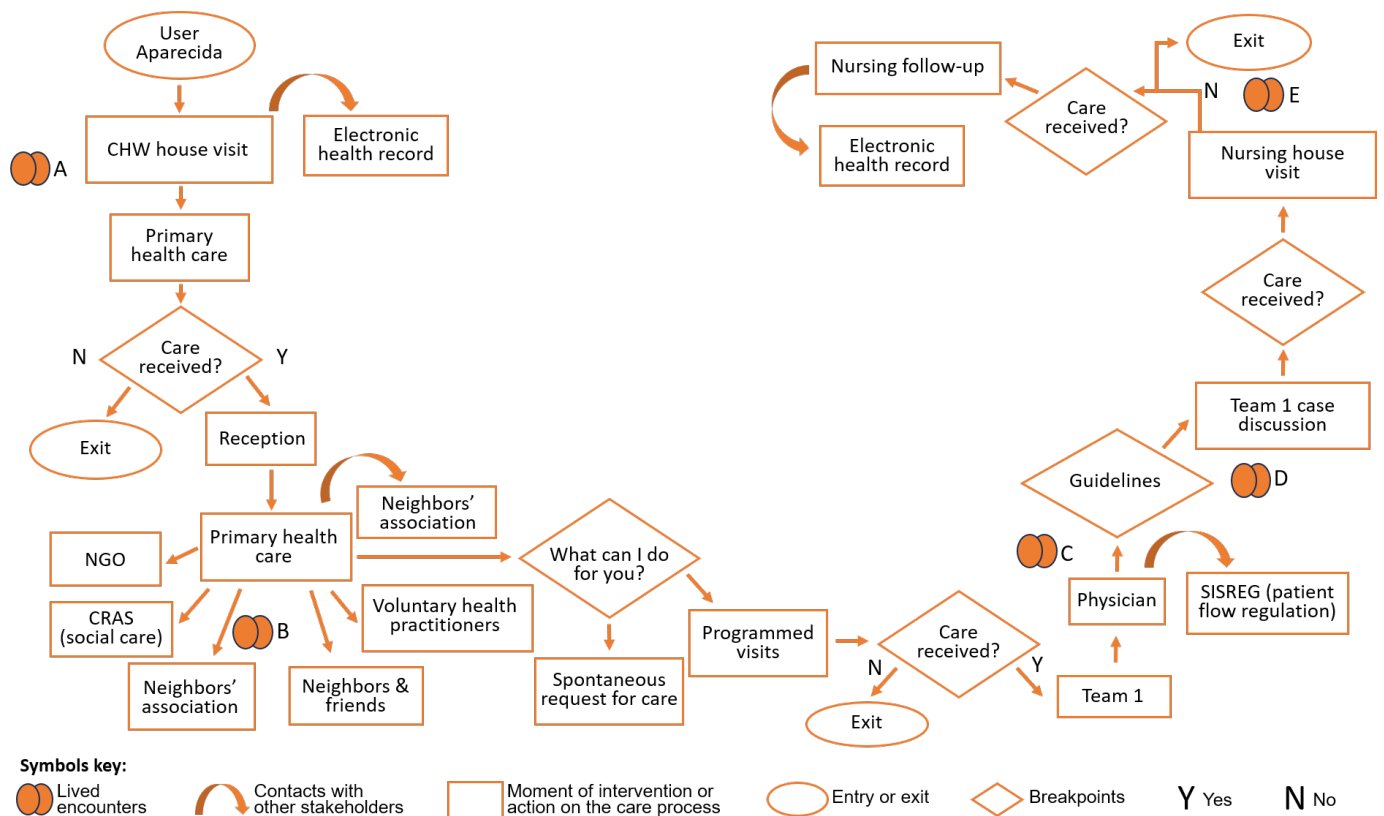 User
Aparecida
CHW house visit
Electronic
health record
A
Primary
health care
Care
received?
N
Y
Exit
Reception
Neighbors’
association
Primary health
care
NGO
CRAS
(social care)
B
Neighbors’
association
Neighbors &
friends
Voluntary health
practitioners
What can I do
for you?
Spontaneous
request for care
Programmed
visits
Care
received?
N
Y
Exit
Team 1
Physician
SISREG (patient
flow regulation)
C
Guidelines
D
Team 1 case
discussion
Care
received?
Nursing house
visit
N
E
Exit
Care
received?
Nursing follow-up
Electronic
health record
Symbols key:
Lived
encounters
Contacts with
other stakeholders
Moment of intervention or
action on the care process
Entry or exit
Breakpoints
Y Yes
N No